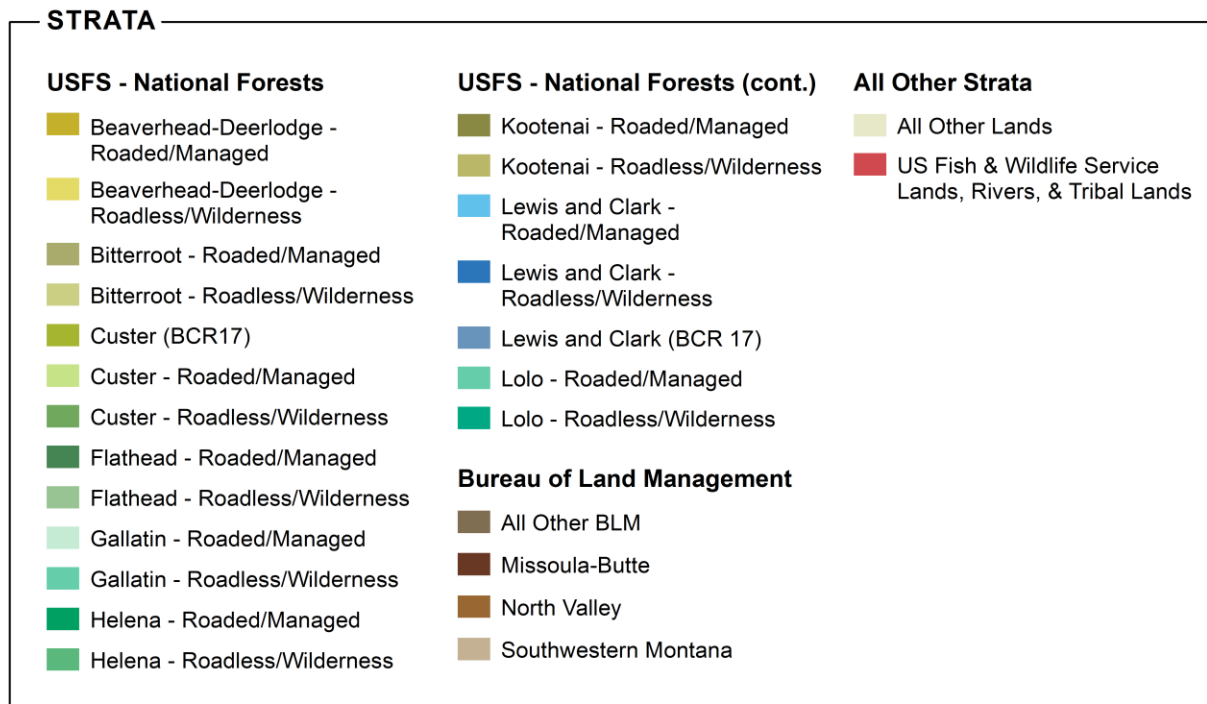 STRATA
USFS - National Forests
Beaverhead-Deerlodge -
Roaded/Managed
Beaverhead-Deerlodge -
Roadless/Wilderness
Bitterroot - Roaded/Managed
Bitterroot - Roadless/Wilderness
Custer (BCR17)
Custer - Roaded/Managed
Custer - Roadless/Wilderness
Flathead - Roaded/Managed
Flathead - Roadless/Wilderness
Gallatin - Roaded/Managed
Gallatin - Roadless/Wilderness
Helena - Roaded/Managed
Helena - Roadless/Wilderness
USFS - National Forests (cont.)
Kootenai - Roaded/Managed
Kootenai - Roadless/Wilderness
Lewis and Clark -
Roaded/Managed
Lewis and Clark -
Roadless/Wilderness
Lewis and Clark (BCR 17)
Lolo - Roaded/Managed
Lolo - Roadless/Wilderness
Bureau of Land Management
All Other BLM
Missoula-Butte
North Valley
Southwestern Montana
All Other Strata
All Other Lands
US Fish & Wildlife Service
Lands, Rivers, & Tribal Lands